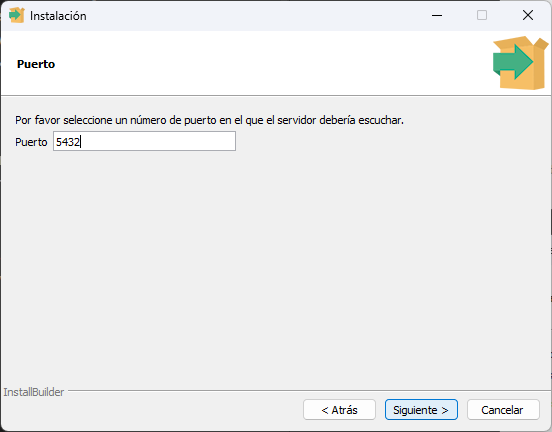 Instalación
Puerto
Por favor seleccione un número de puerto en el que el servidor debería escuchar.
Puerto 5432
InstallBuilder
< Atrás Siguiente > Cancelar